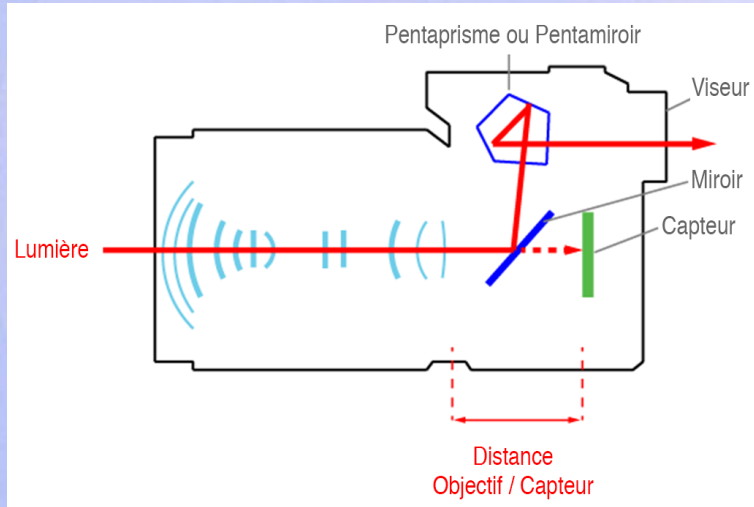 Pentaprisme ou Pentamiroir
Viseur
Miroir
Capteur
Lumière
Distance
Objectif / Capteur